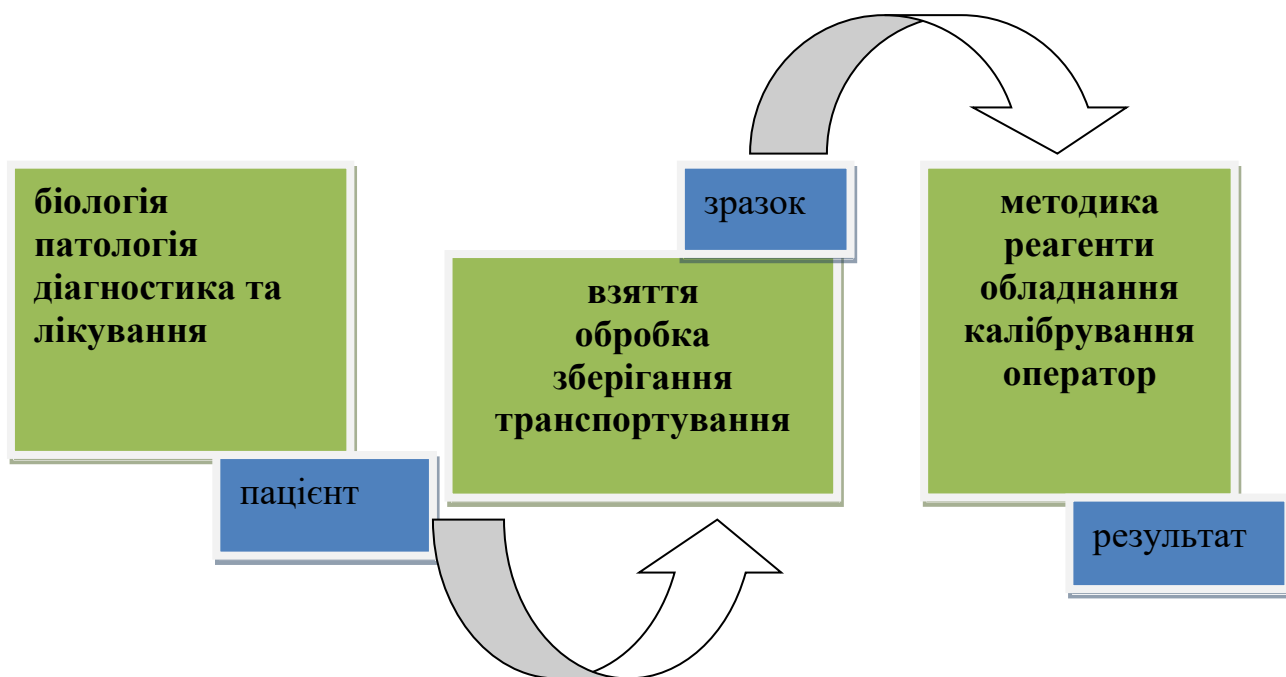 біологія
патологія
діагностика та
лікування
пацієнт
зразок
взяття
обробка
зберігання
транспортування
методика
реагенти
обладнання
калібрування
оператор
результат